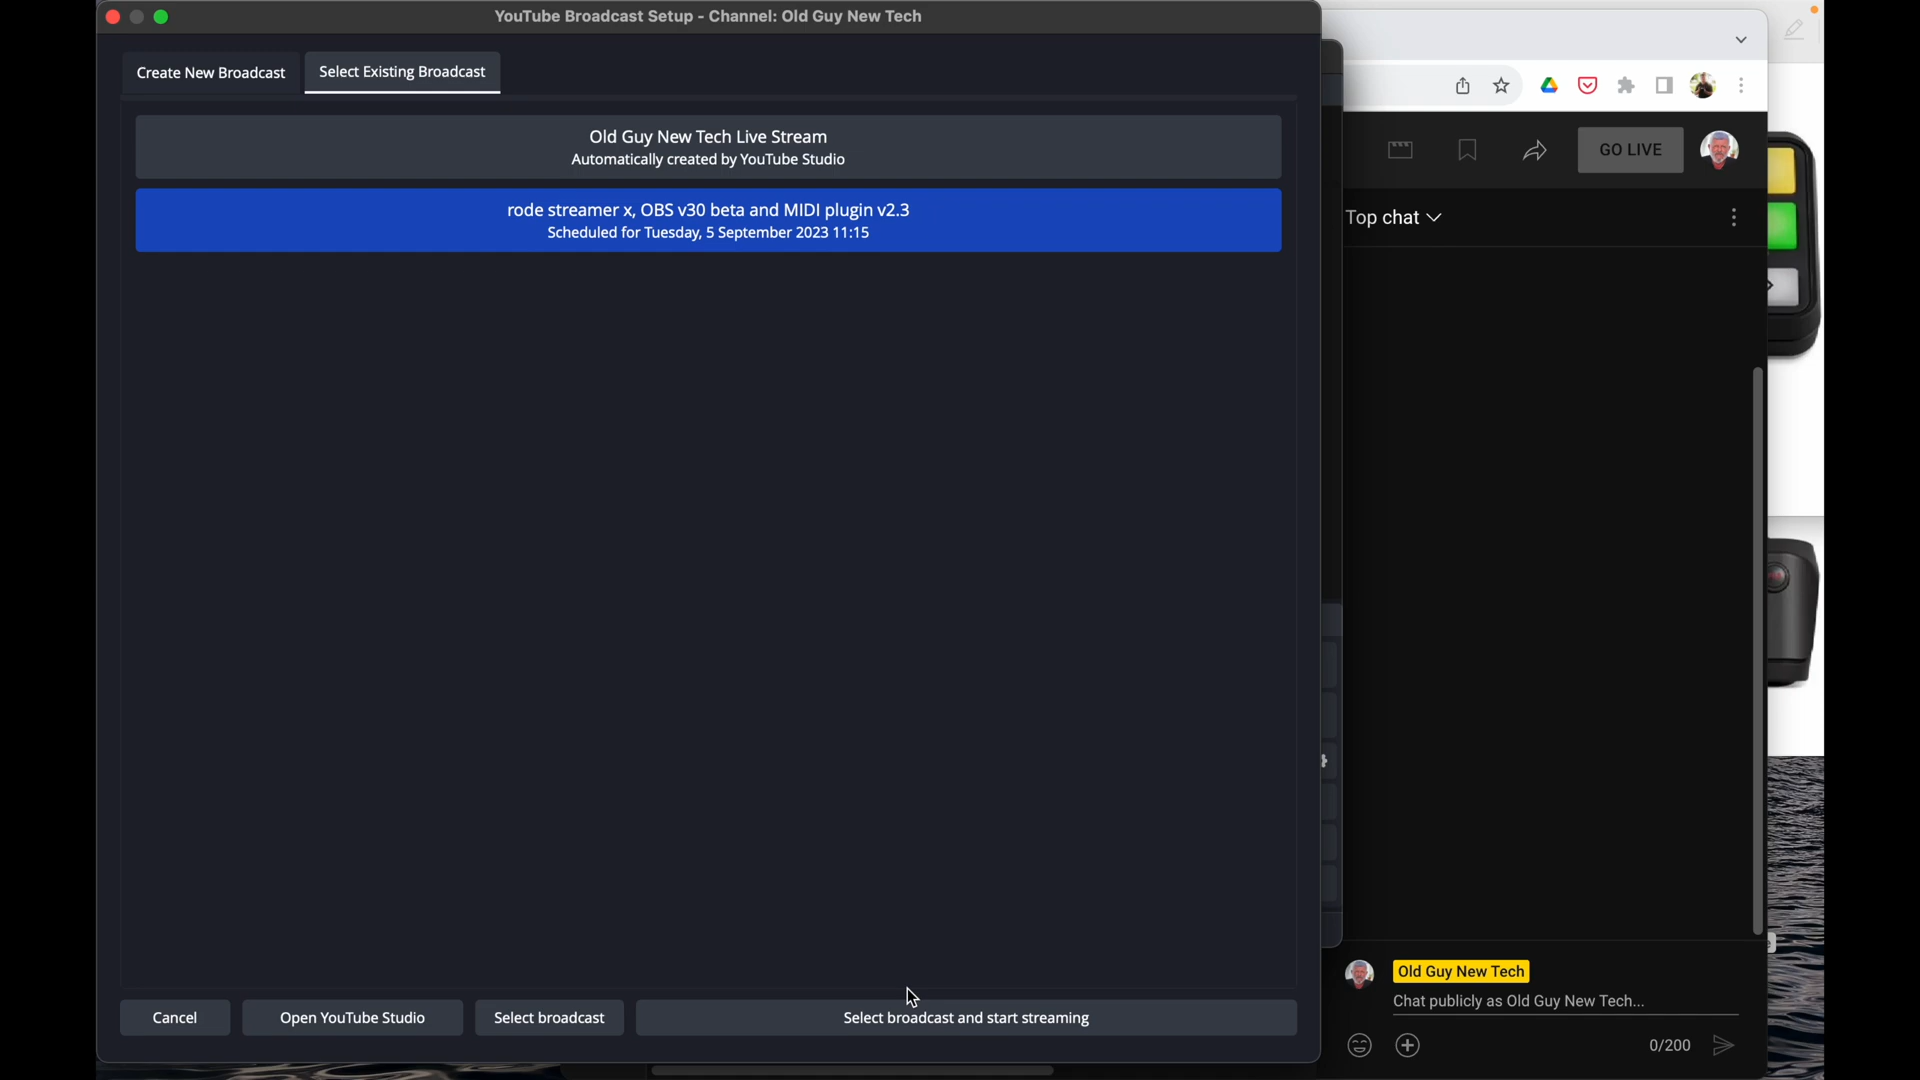 YouTube Broadcast Setup - Channel: Old Guy New Tech
Create New Broadcast
Select Existing Broadcast
Old Guy New Tech Live Stream
Automatically created by YouTube Studio
rode streamer x, OBS v30 beta and MIDI plugin v2.3
Scheduled for Tuesday, 5 September 2023 11:15
Cancel
Open YouTube Studio
Select broadcast
Select broadcast and start streaming
GO LIVE
Top chat
Old Guy New Tech
Chat publicly as Old Guy New Tech...
0/200